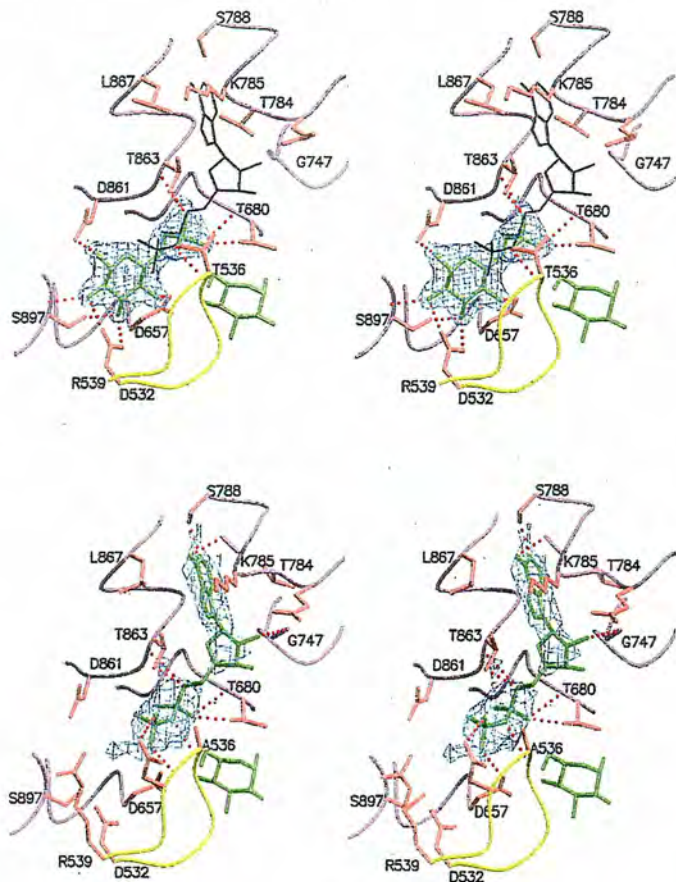 S788
L867
K785
T784
T863
G747
D861
T680
T536
S897
D657
R539
D532
S788
L867
K785
T784
T863
G747
D861
T680
T536
S897
D657
R539
D532
S788
L867
K785
T784
T863
G747
D861
T680
A536
S897
D657
R539
D532
S788
L867
K785
T784
T863
G747
D861
T680
A536
S897
D657
R539
D532